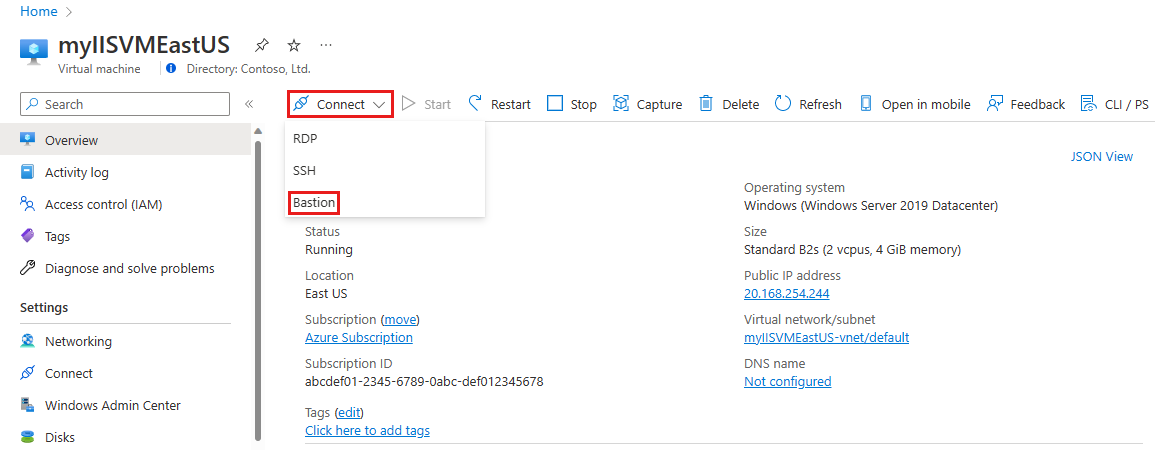 Home >
myIISVMEastUS ...
Virtual machine | Directory: Contoso, Ltd.
Search «
Connect Start Restart Stop Capture Delete Refresh Open in mobile Feedback CLI / PS
RDP
SSH
Bastion
Overview
Activity log
Access control (IAM)
Tags
Diagnose and solve problems
Settings
Networking
Connect
Windows Admin Center
Disks
JSON View
Status
Running
Location
East US
Subscription (move)
Azure Subscription
Subscription ID
abcdef01-2345-6789-0abc-def012345678
Tags (edit)
Click here to add tags
Operating system
Windows (Windows Server 2019 Datacenter)
Size
Standard B2s (2 vcpus, 4 GiB memory)
Public IP address
20.168.254.244
Virtual network/subnet
myIISVMEastUS-vnet/default
DNS name
Not configured